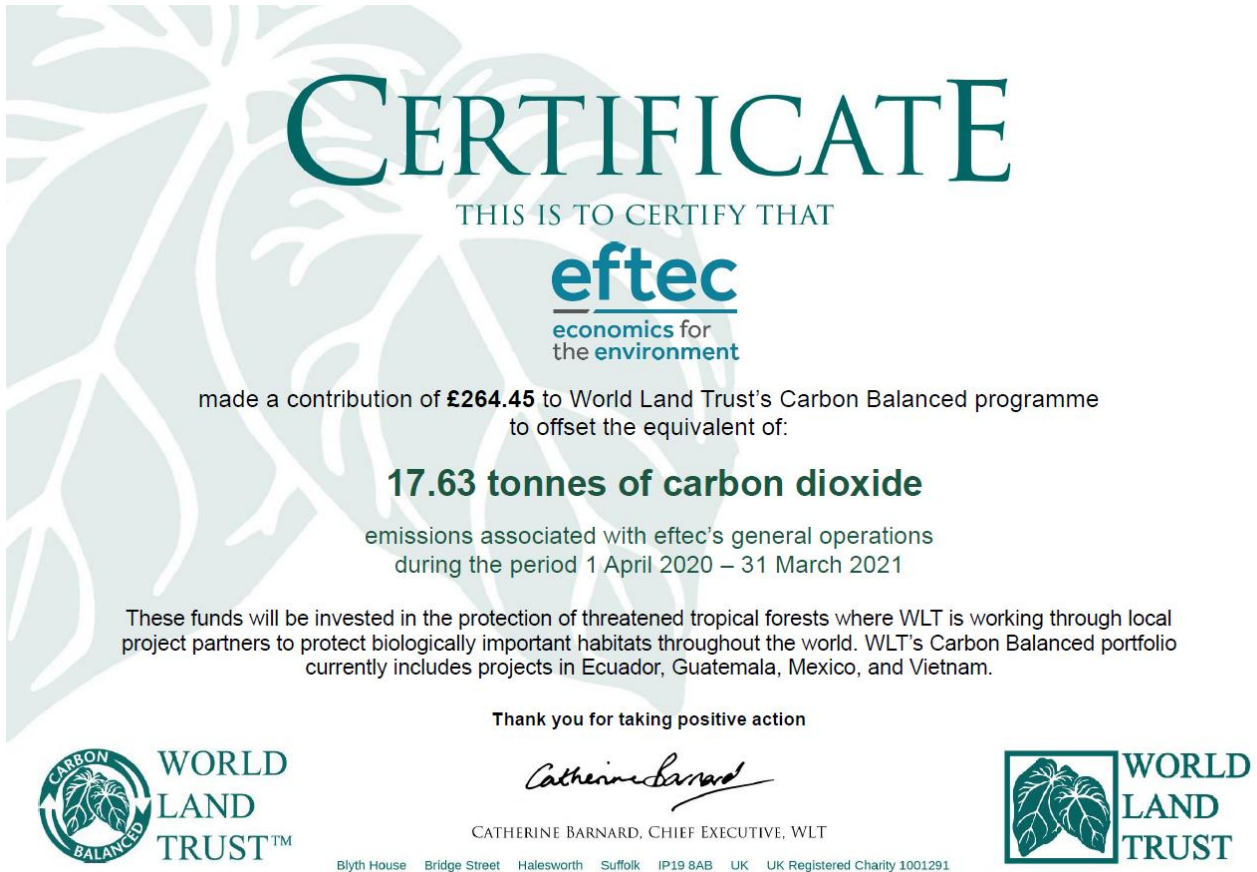 CERTIFICATE
THIS IS TO CERTIFY THAT
eftec
economics for
the environment
made a contribution of £264.45 to World Land Trust's Carbon Balanced programme
to offset the equivalent of:
17.63 tonnes of carbon dioxide
emissions associated with eftec's general operations
during the period 1 April 2020 – 31 March 2021
These funds will be invested in the protection of threatened tropical forests where WLT is working through local
project partners to protect biologically important habitats throughout the world. WLT's Carbon Balanced portfolio
currently includes projects in Ecuador, Guatemala, Mexico, and Vietnam.
Thank you for taking positive action
CARBON
BALANCED
WORLD
LAND
TRUST™
Catherine Barnard
CATHERINE BARNARD, CHIEF EXECUTIVE, WLT
WORLD
LAND
TRUST
Blyth House Bridge Street Halesworth Suffolk IP19 8AB UK UK Registered Charity 1001291